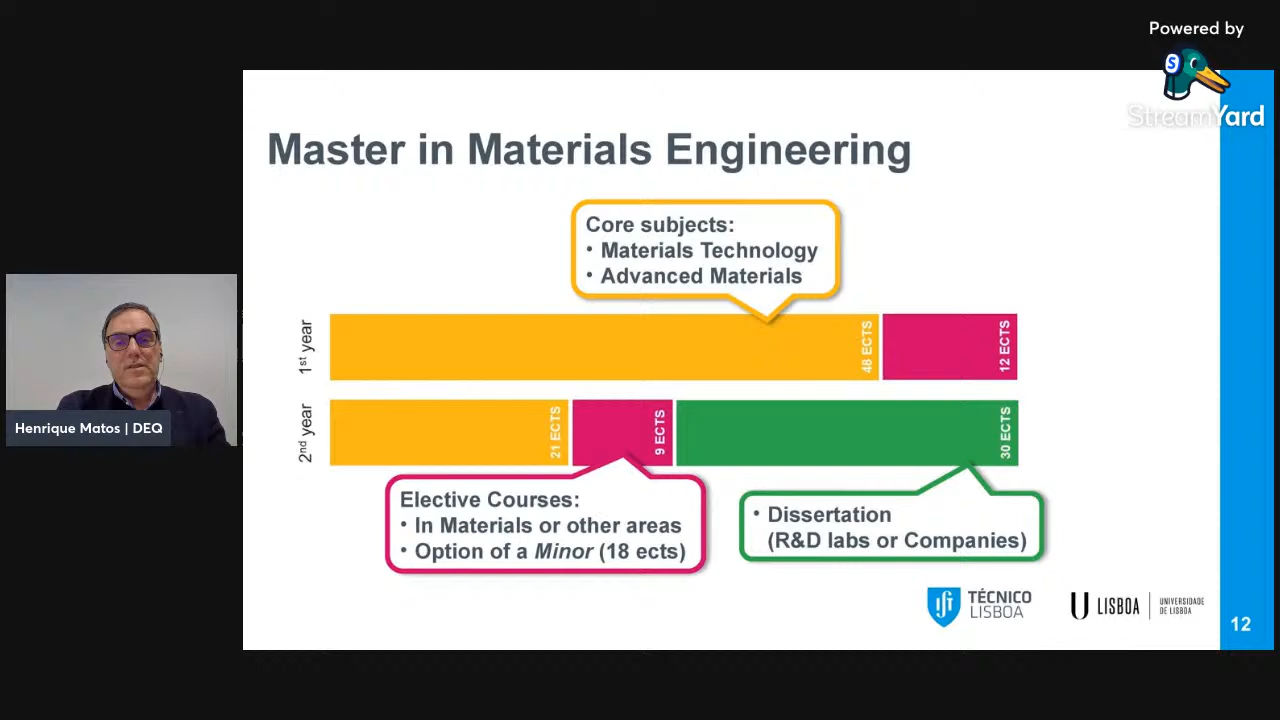 Powered by
StreamYard
Master in Materials Engineering
Core subjects:
• Materials Technology
• Advanced Materials
1st year
48 ECTS
12 ECTS
2nd year
21 ECTS
9 ECTS
30 ECTS
Henrique Matos | DEQ
Elective Courses:
• In Materials or other areas
• Option of a Minor (18 ects)
• Dissertation
(R&D labs or Companies)
TÉCNICO
LISBOA
U LISBOA
UNIVERSIDADE
DE LISBOA
12